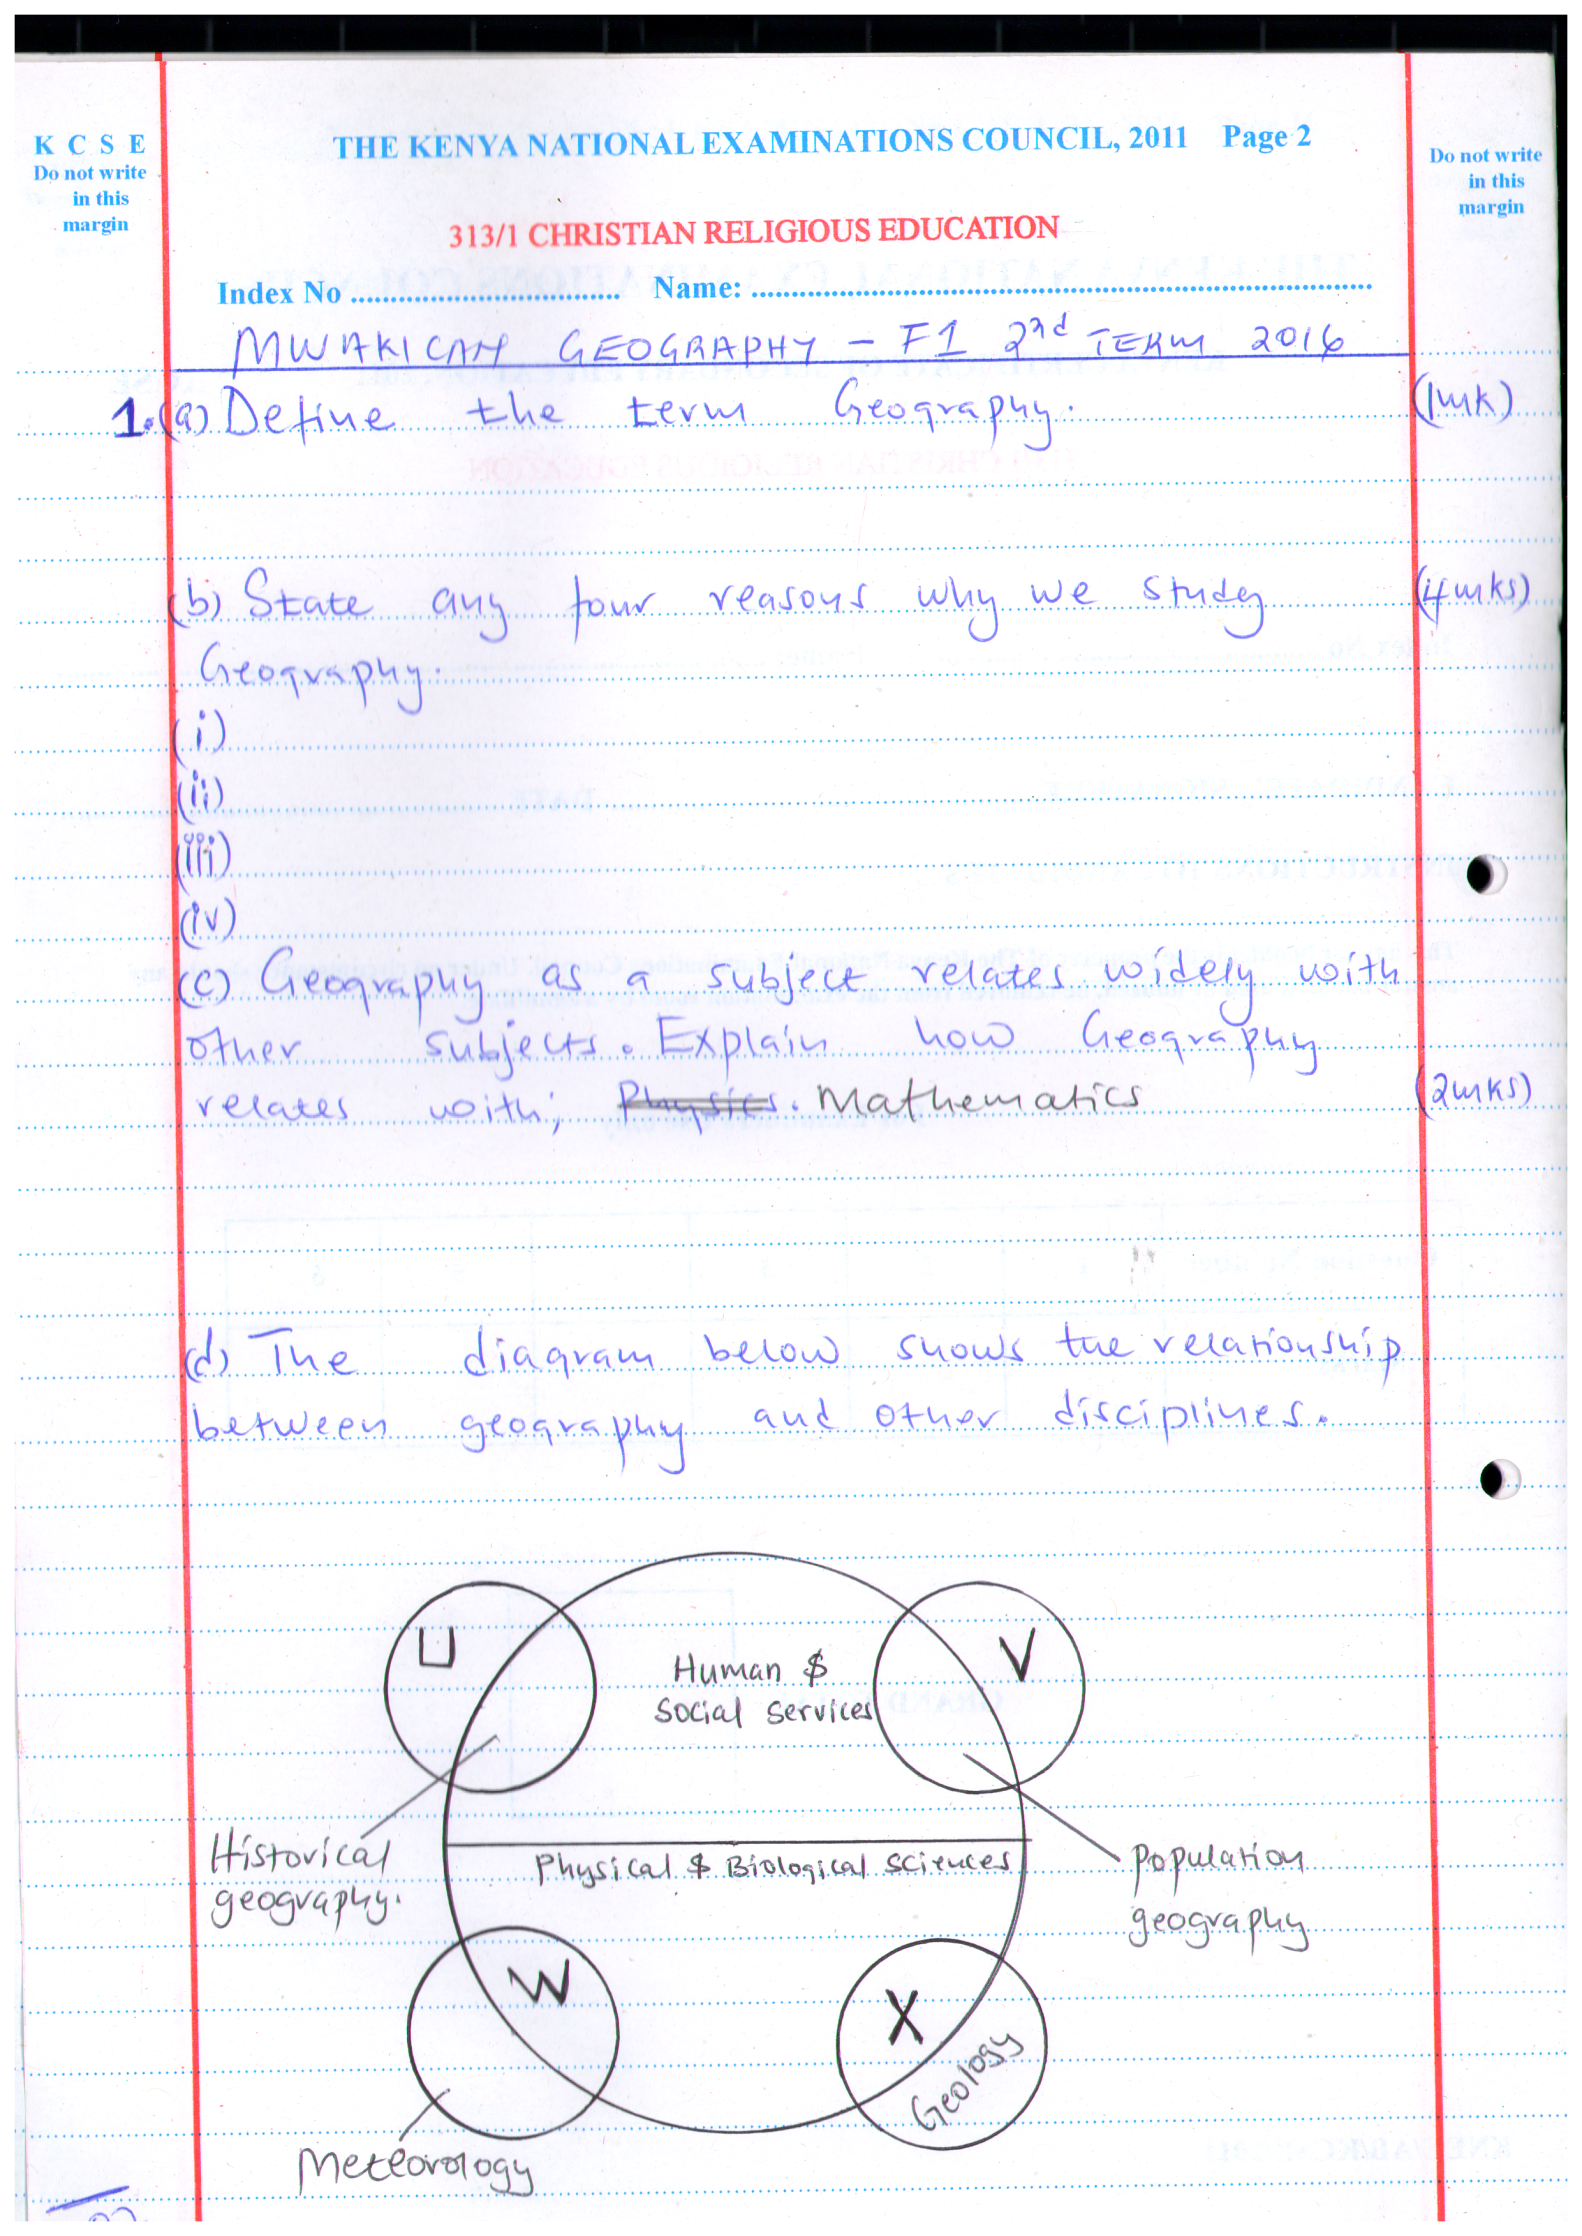 K C S E
Do not write
in this
margin
THE KENYA NATIONAL EXAMINATIONS COUNCIL, 2011 Page 2
Do not write
in this
margin
313/1 CHRISTIAN RELIGIOUS EDUCATION
Index No ................................. Name: ................................................................................
MWAKICAN GEOGRAPHY – F1 2nd TERM 2016
1.(a) Define the term Geography. (1mk)
(b) State any four reasons why we study (4mks)
Geography.
(i)
(ii)
(iii)
(iv)
(c) Geography as a subject relates widely with
other subjects. Explain how Geography
relates with; Physics. Mathematics (2mks)
(d) The diagram below shows the relationship
between geography and other disciplines.
U
V
Human $
social services
Historical
geography.
Physical $ Biological sciences
Population
geography
W
X
Geology
Meteorology